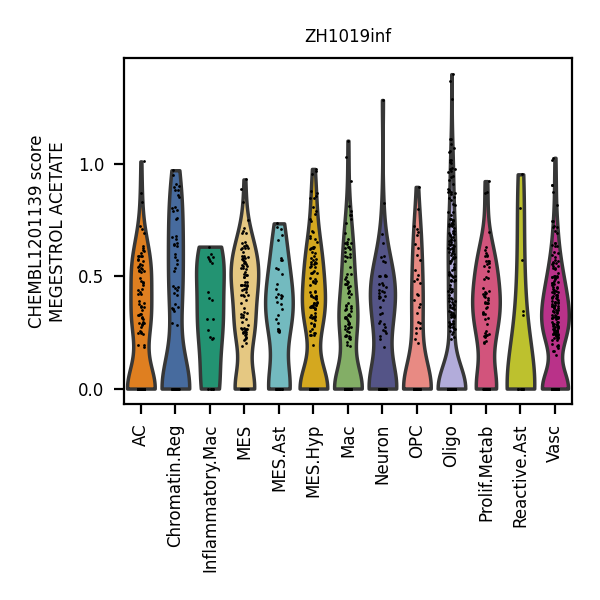 ZH1019inf
CHEMBL1201139 score
MEGESTROL ACETATE
1.0
0.5
0.0
AC
Chromatin.Reg
Inflammatory.Mac
MES
MES.Ast
MES.Hyp
Mac
Neuron
OPC
Oligo
Prolif.Metab
Reactive.Ast
Vasc